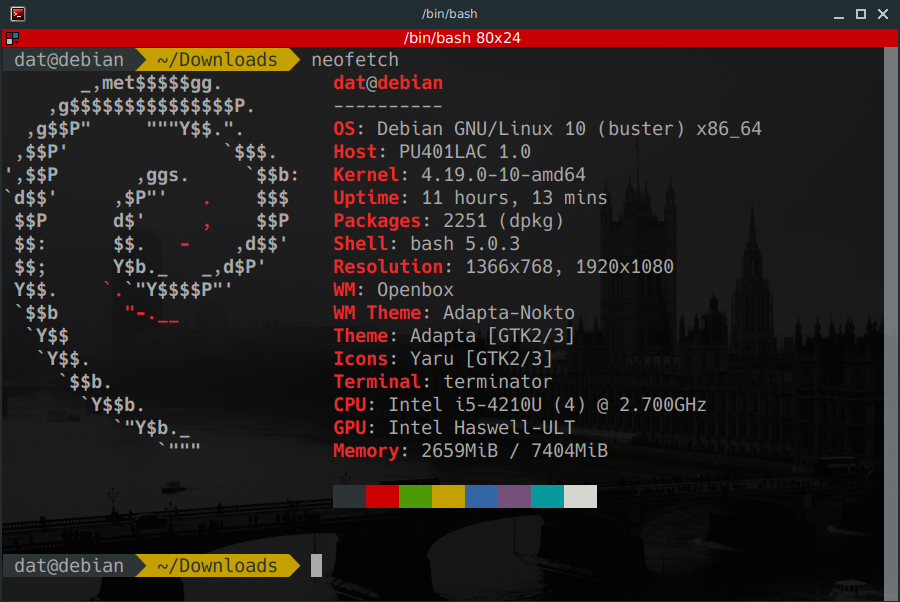 /bin/bash
/bin/bash 80x24
dat@debian ~/Downloads neofetch
       _,met$$$$$gg.          dat@debian
    ,g$$$$$$$$$$$$$$$P.       ----------
  ,g$$P"     """Y$$.".        OS: Debian GNU/Linux 10 (buster) x86_64
 ,$$P'              `$$$.     Host: PU401LAC 1.0
',$$P       ,ggs.     `$$b:   Kernel: 4.19.0-10-amd64
`d$$'     ,$P"'   .    $$$    Uptime: 11 hours, 13 mins
 $$P      d$'     ,    $$P    Packages: 2251 (dpkg)
 $$:      $$.   -    ,d$$'    Shell: bash 5.0.3
 $$;      Y$b._   _,d$P'      Resolution: 1366x768, 1920x1080
 Y$$.    `.`"Y$$$$P"'         WM: Openbox
 `$$b      "-.__              WM Theme: Adapta-Nokto
  `Y$$                        Theme: Adapta [GTK2/3]
   `Y$$.                      Icons: Yaru [GTK2/3]
     `$$b.                    Terminal: terminator
       `Y$$b.                 CPU: Intel i5-4210U (4) @ 2.700GHz
          `"Y$b._             GPU: Intel Haswell-ULT
              `"""            Memory: 2659MiB / 7404MiB
dat@debian ~/Downloads